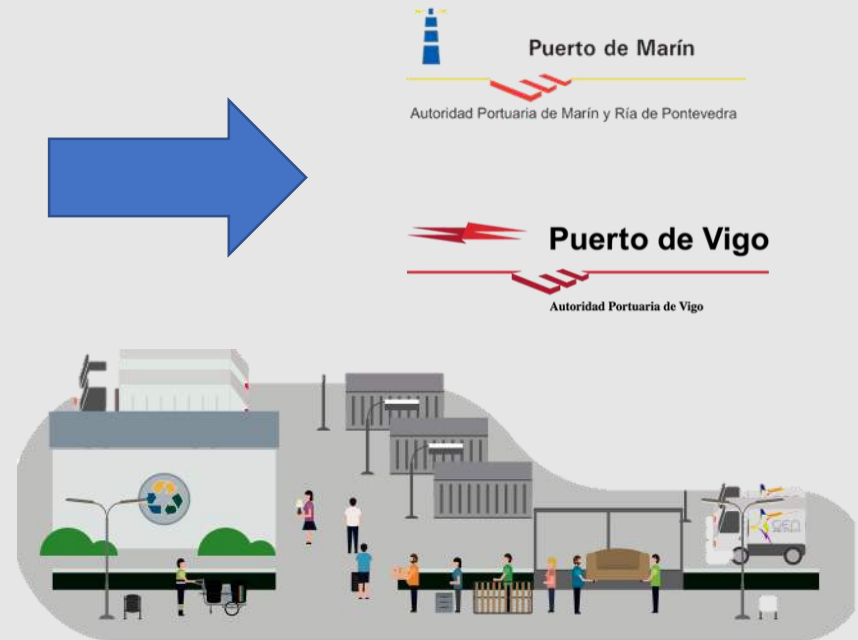 Puerto de Marín
Autoridad Portuaria de Marín y Ría de Pontevedra
Puerto de Vigo
Autoridad Portuaria de Vigo